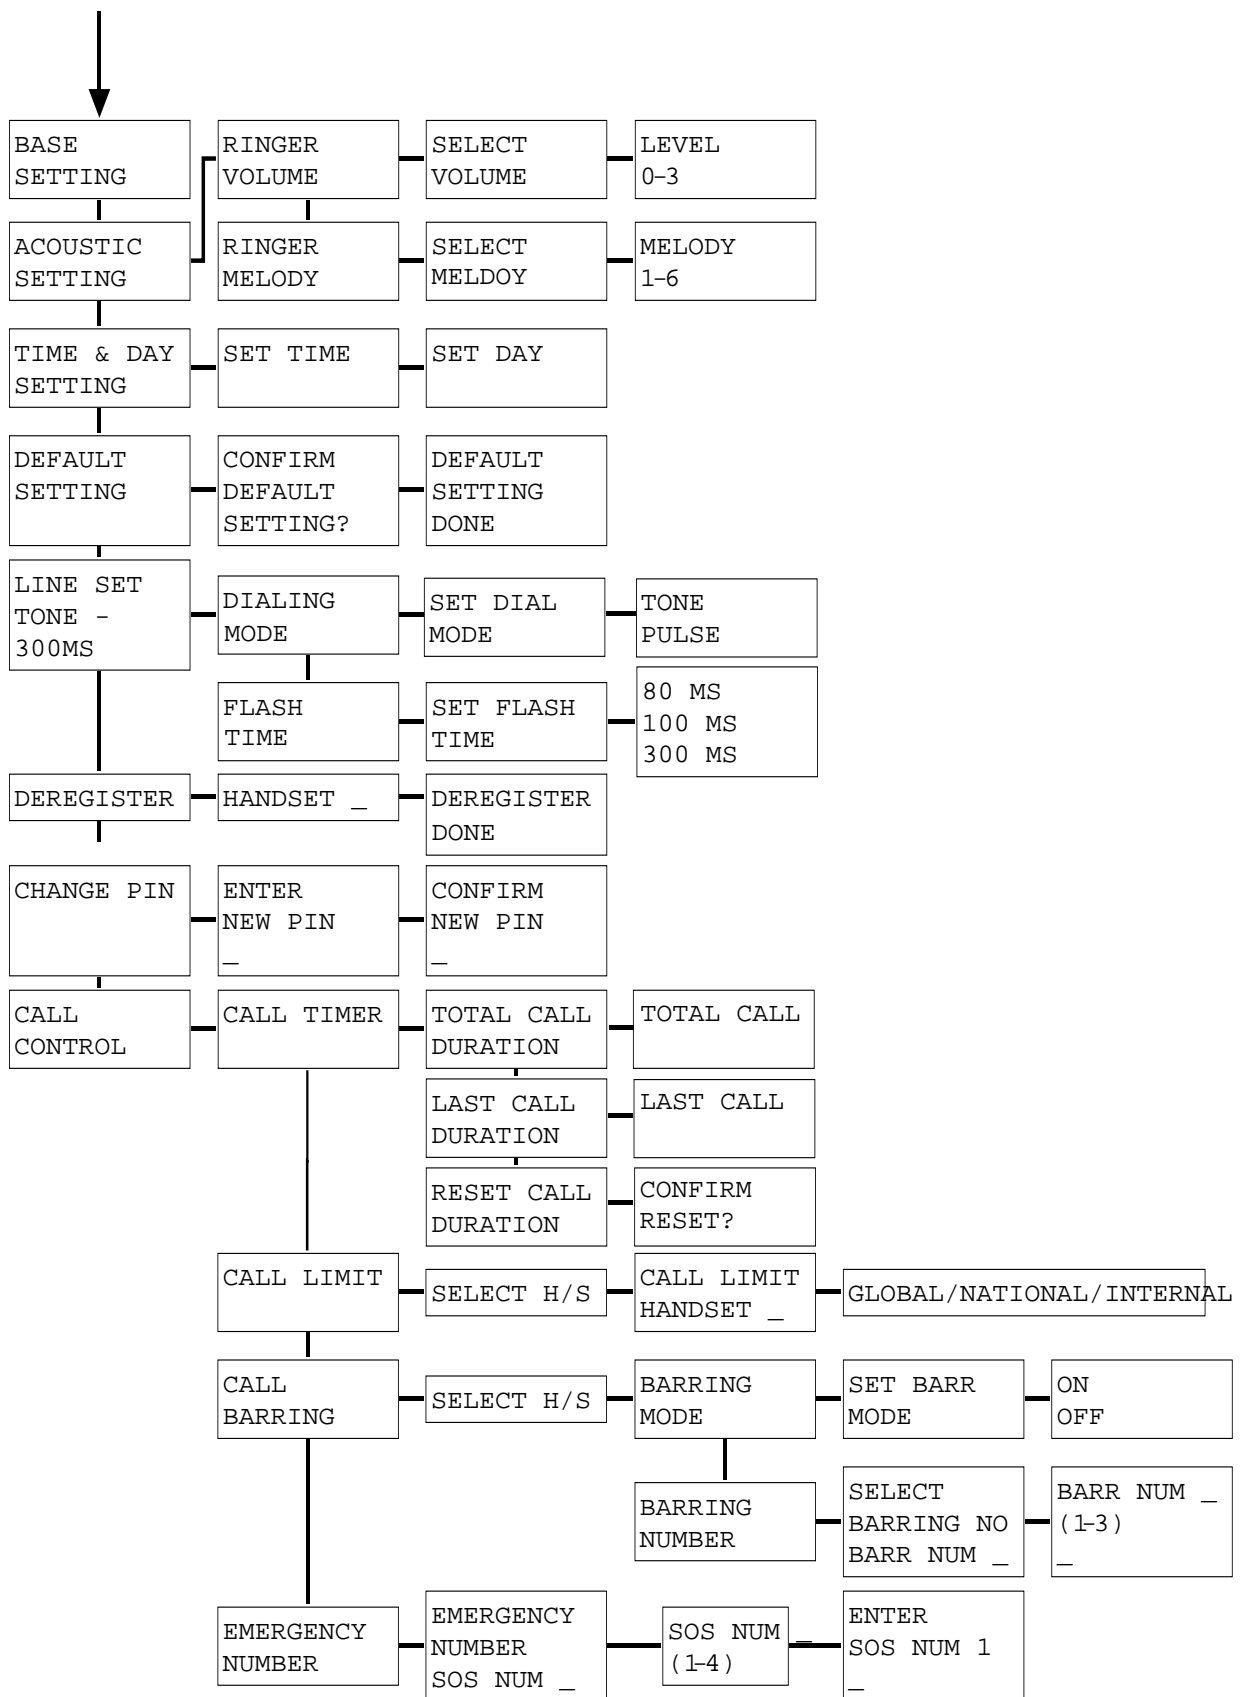 BASE
SETTING
RINGER
VOLUME
SELECT
VOLUME
LEVEL
0-3
ACOUSTIC
SETTING
RINGER
MELODY
SELECT
MELDOY
MELODY
1-6
TIME & DAY
SETTING
SET TIME
SET DAY
DEFAULT
SETTING
CONFIRM
DEFAULT
SETTING?
DEFAULT
SETTING
DONE
LINE SET
TONE -
300MS
DIALING
MODE
SET DIAL
MODE
TONE
PULSE
FLASH
TIME
SET FLASH
TIME
80 MS
100 MS
300 MS
DEREGISTER
HANDSET _
DEREGISTER
DONE
CHANGE PIN
ENTER
NEW PIN
_
CONFIRM
NEW PIN
_
CALL
CONTROL
CALL TIMER
TOTAL CALL
DURATION
TOTAL CALL
LAST CALL
DURATION
LAST CALL
RESET CALL
DURATION
CONFIRM
RESET?
CALL LIMIT
SELECT H/S
CALL LIMIT
HANDSET _
GLOBAL/NATIONAL/INTERNAL
CALL
BARRING
SELECT H/S
BARRING
MODE
SET BARR
MODE
ON
OFF
BARRING
NUMBER
SELECT
BARRING NO
BARR NUM _
BARR NUM _
(1-3)
_
EMERGENCY
NUMBER
EMERGENCY
NUMBER
SOS NUM _
SOS NUM _
(1-4)
ENTER
SOS NUM 1
_